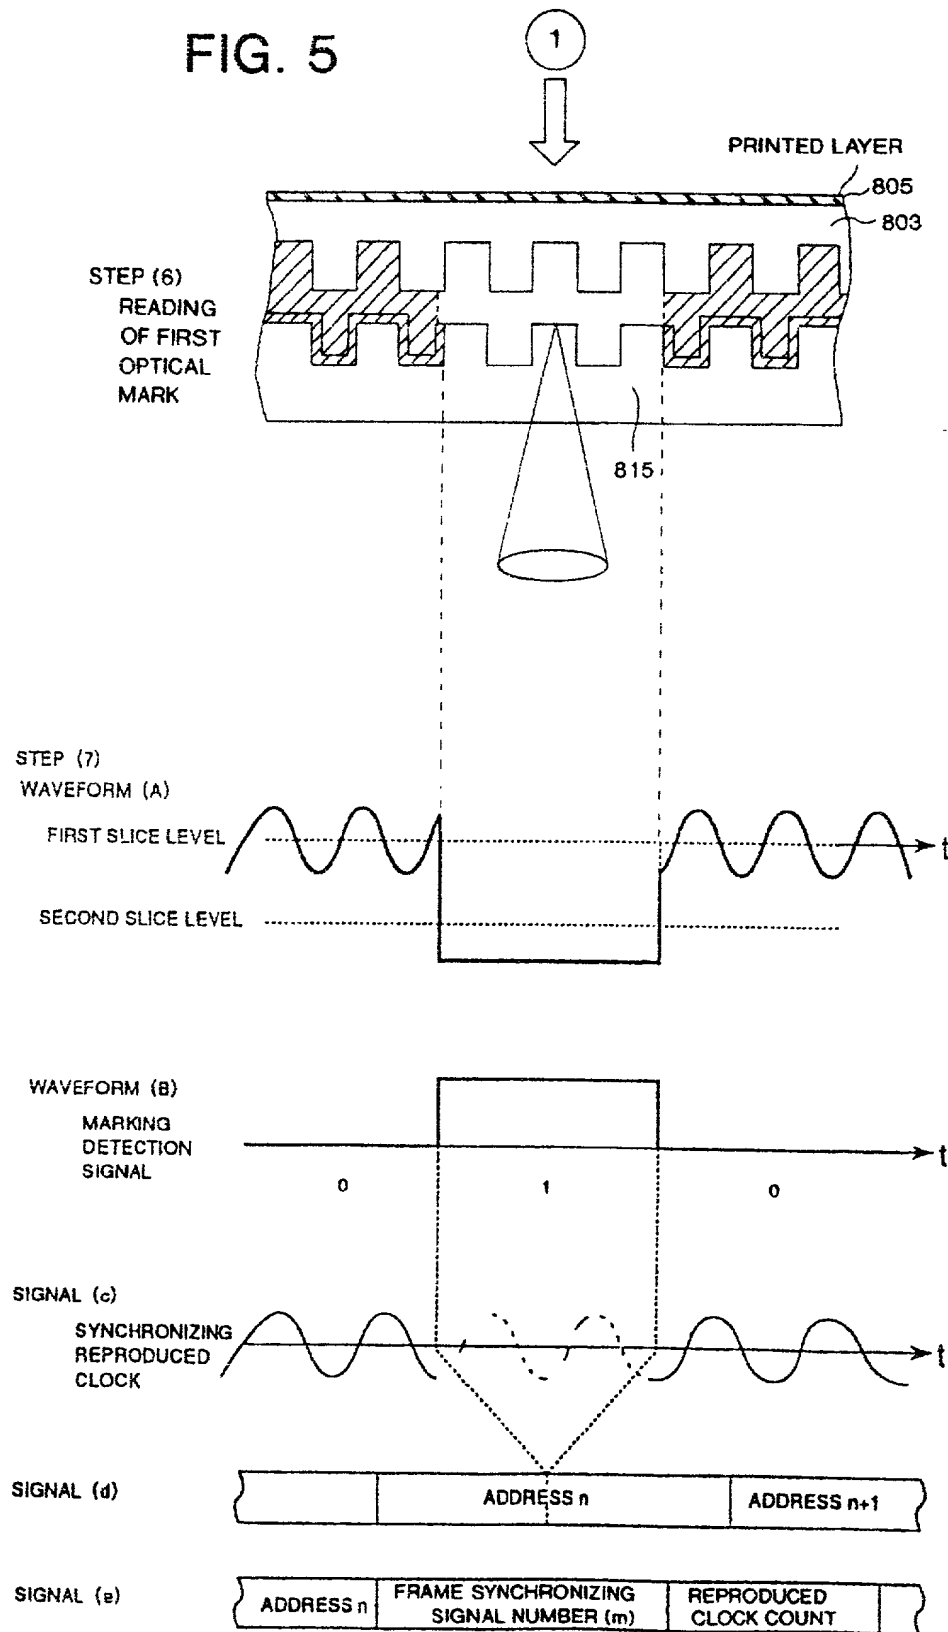 FIG. 5
1
PRINTED LAYER
805
803
STEP (6)
READING
OF FIRST
OPTICAL
MARK
815
STEP (7)
WAVEFORM (A)
FIRST SLICE LEVEL
t
SECOND SLICE LEVEL
WAVEFORM (B)
MARKING
DETECTION
SIGNAL
t
0
1
0
SIGNAL (c)
SYNCHRONIZING
REPRODUCED
CLOCK
t
SIGNAL (d)
ADDRESS n
ADDRESS n+1
SIGNAL (e)
ADDRESS n
FRAME SYNCHRONIZING
SIGNAL NUMBER (m)
REPRODUCED
CLOCK COUNT